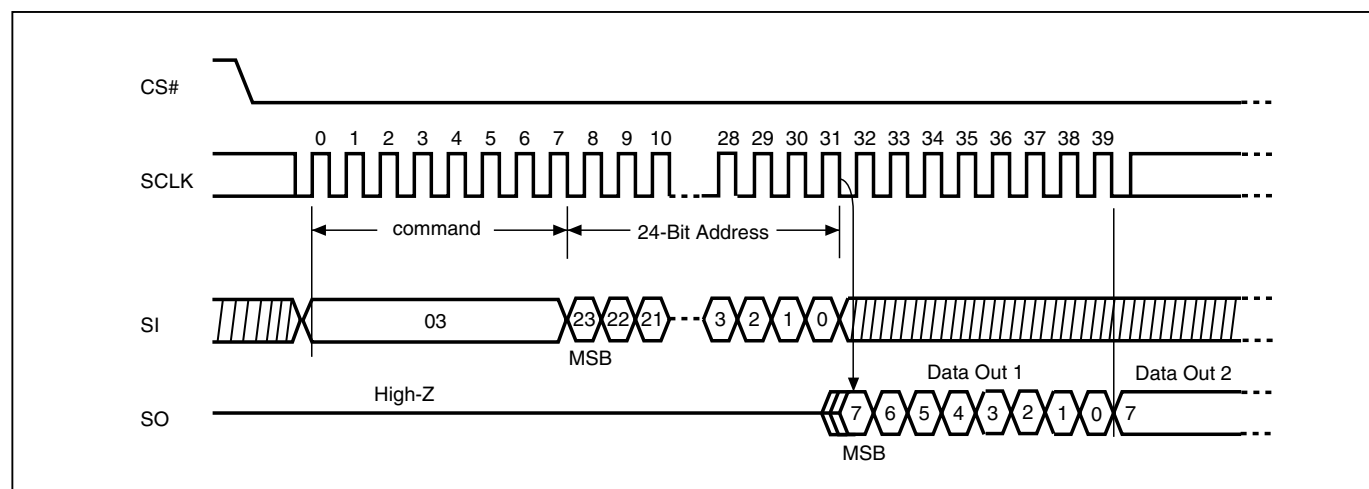 CS#
0 1 2 3 4 5 6 7 8 9 10 28 29 30 31 32 33 34 35 36 37 38 39
SCLK
command 24-Bit Address
SI 03 23 22 21 3 2 1 0
MSB
Data Out 1 Data Out 2
High-Z
SO 7 6 5 4 3 2 1 0 7
MSB